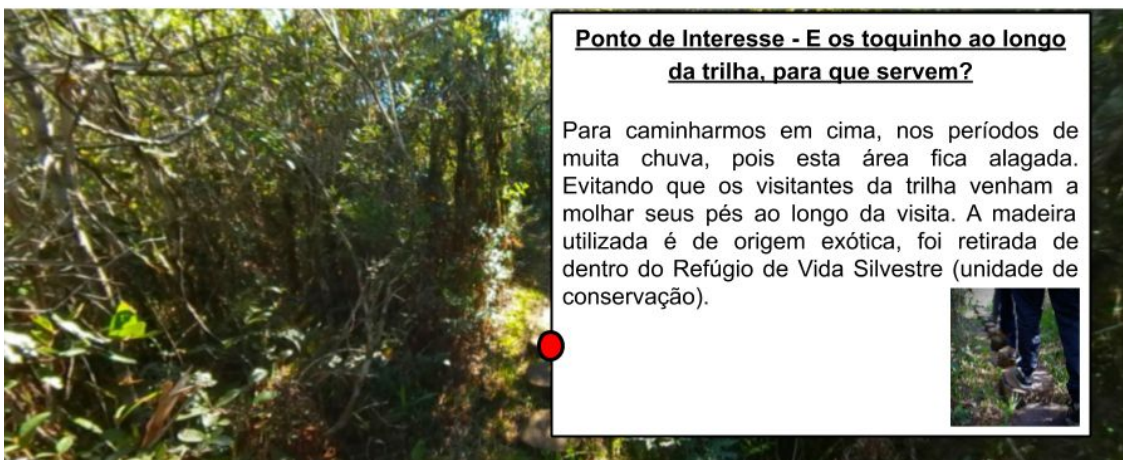 Ponto de Interesse - E os toquinho ao longo
da trilha, para que servem?
Para caminharmos em cima, nos períodos de
muita chuva, pois esta área fica alagada.
Evitando que os visitantes da trilha venham a
molhar seus pés ao longo da visita. A madeira
utilizada é de origem exótica, foi retirada de
dentro do Refúgio de Vida Silvestre (unidade de
conservação).